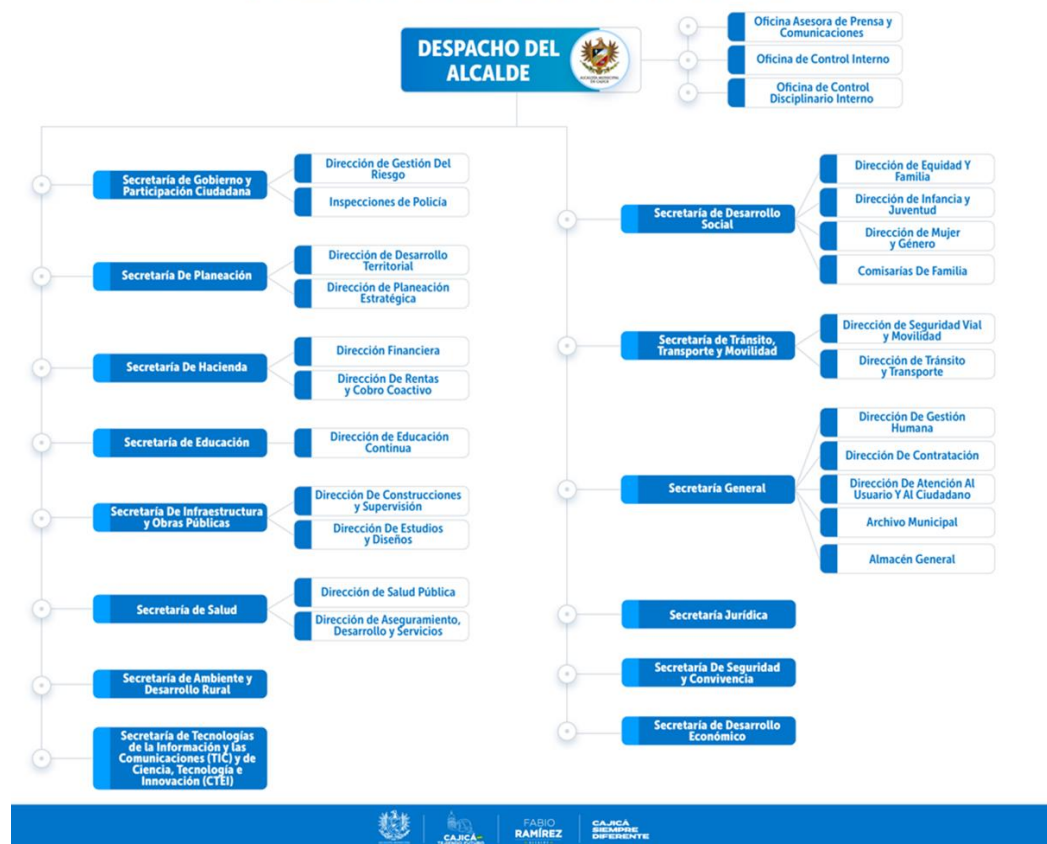 DESPACHO DEL
ALCALDE
Oficina Asesora de Prensa y
Comunicaciones
Oficina de Control Interno
Oficina de Control
Disciplinario Interno
Secretaría de Gobierno y
Participación Ciudadana
Dirección de Gestión Del
Riesgo
Inspecciones de Policía
Secretaría De Planeación
Dirección de Desarrollo
Territorial
Dirección de Planeación
Estratégica
Secretaría De Hacienda
Dirección Financiera
Dirección De Rentas
y Cobro Coactivo
Secretaría de Educación
Dirección de Educación
Continua
Secretaría De Infraestructura
y Obras Públicas
Dirección De Construcciones
y Supervisión
Dirección De Estudios
y Diseños
Secretaría de Salud
Dirección de Salud Pública
Dirección de Aseguramiento,
Desarrollo y Servicios
Secretaría de Ambiente y
Desarrollo Rural
Secretaría de Tecnologías
de la Información y las
Comunicaciones (TIC) y de
Ciencia, Tecnología e
Innovación (CTEI)
Secretaría de Desarrollo
Social
Dirección de Equidad Y
Familia
Dirección de Infancia y
Juventud
Dirección de Mujer
y Género
Comisarías De Familia
Secretaría de Tránsito,
Transporte y Movilidad
Dirección de Seguridad Vial
y Movilidad
Dirección de Tránsito
y Transporte
Secretaría General
Dirección De Gestión
Humana
Dirección De Contratación
Dirección De Atención Al
Usuario Y Al Ciudadano
Archivo Municipal
Almacén General
Secretaría Jurídica
Secretaría De Seguridad
y Convivencia
Secretaría de Desarrollo
Económico
CAJICÁ
FABIO
RAMÍREZ
CAJICÁ
SIEMPRE
DIFERENTE